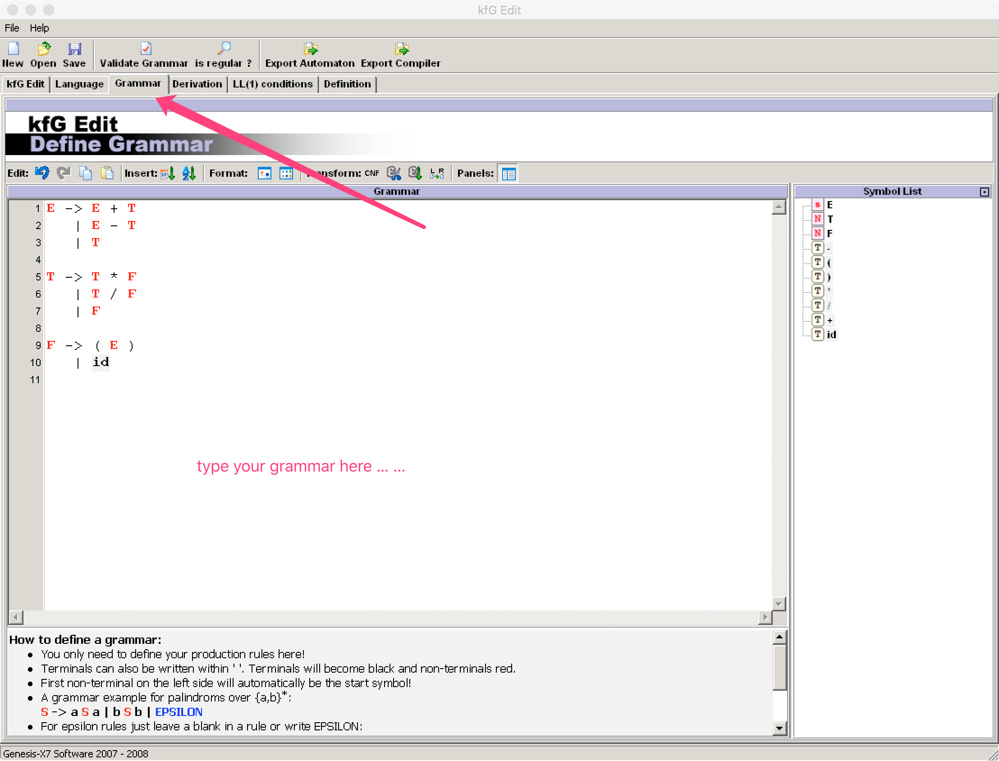 kfG Edit
File Help
New Open Save Validate Grammar is regular ? Export Automaton Export Compiler
kfG Edit Language Grammar Derivation LL(1) conditions Definition
kfG Edit
Define Grammar
Edit: Insert: Format: Transform: CNF L R Panels:
Grammar
1 E -> E + T
2 | E - T
3 | T
4
5 T -> T * F
6 | T / F
7 | F
8
9 F -> ( E )
10 | id
11
type your grammar here ... ...
Symbol List
S E
N T
N F
T -
T (
T )
T *
T /
T +
T id
How to define a grammar:
• You only need to define your production rules here!
• Terminals can also be written within ' '. Terminals will become black and non-terminals red.
• First non-terminal on the left side will automatically be the start symbol!
• A grammar example for palindroms over {a,b}*:
S -> a S a | b S b | EPSILON
• For epsilon rules just leave a blank in a rule or write EPSILON:
Genesis-X7 Software 2007 - 2008